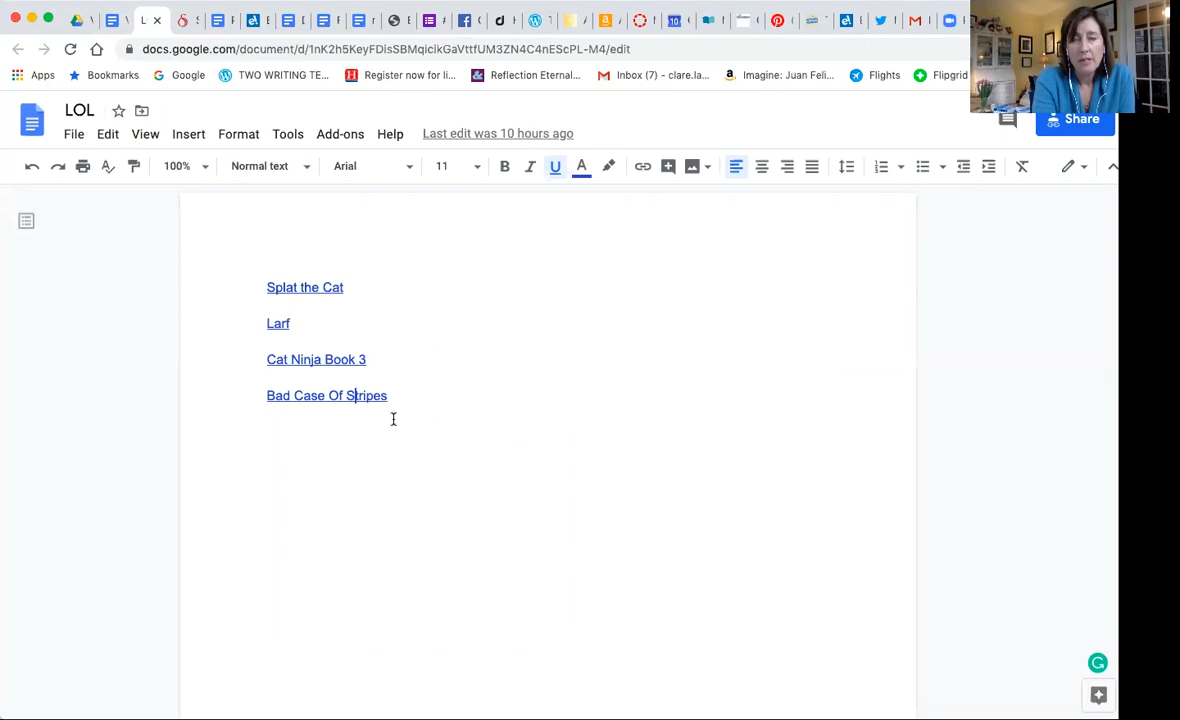 docs.google.com/document/d/1nK2h5KeyFDisSBMqicikGaVttfUM3ZN4C4nEScPL-M4/edit
Apps Bookmarks Google TWO WRITING TE... Register now for li... Reflection Eternal... Inbox (7) - clare.la... Imagine: Juan Feli... Flights Flipgrid
LOL
File Edit View Insert Format Tools Add-ons Help Last edit was 10 hours ago Share
100% Normal text Arial 11 B I U A
Splat the Cat
Larf
Cat Ninja Book 3
Bad Case Of Stripes